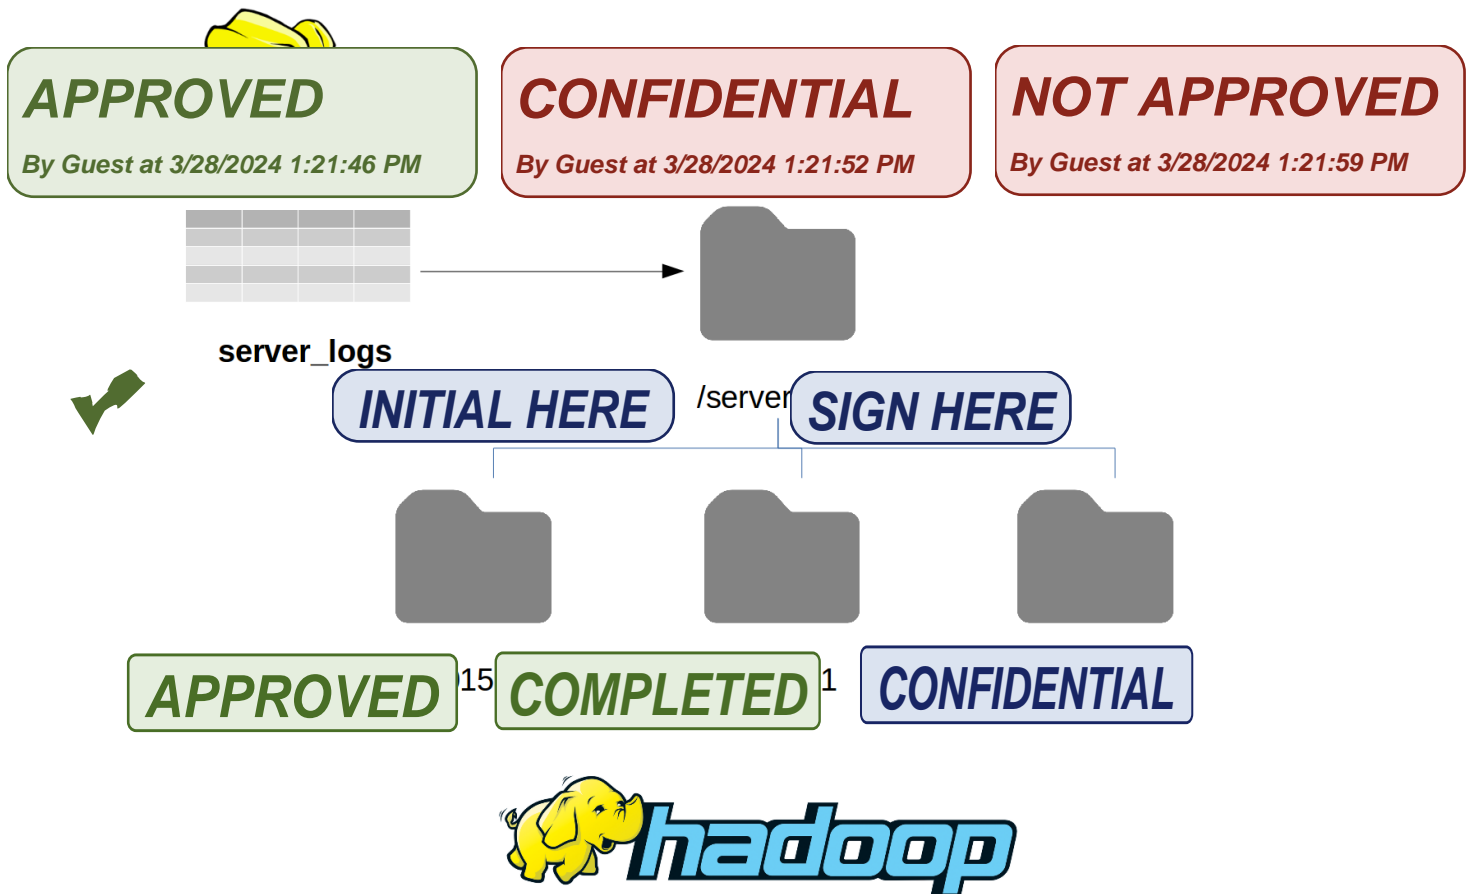 APPROVED
By Guest at 3/28/2024 1:21:46 PM
CONFIDENTIAL
By Guest at 3/28/2024 1:21:52 PM
NOT APPROVED
By Guest at 3/28/2024 1:21:59 PM
server_logs
INITIAL HERE
/server
SIGN HERE
APPROVED
15
COMPLETED
1
CONFIDENTIAL
hadoop